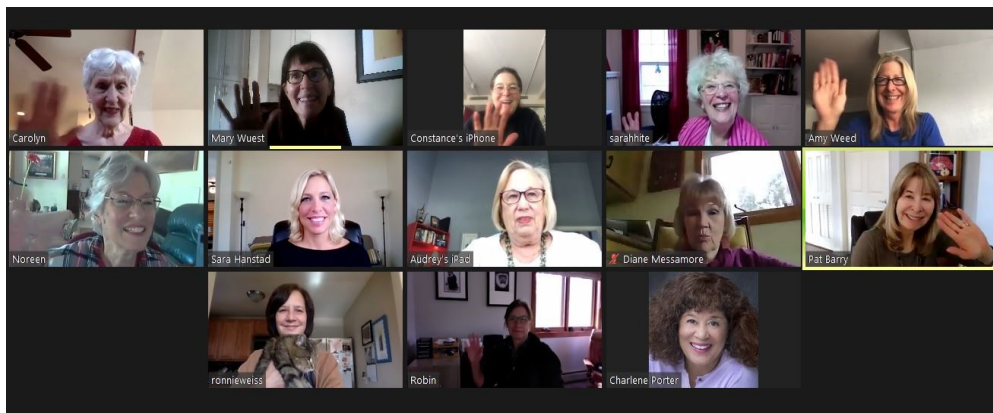 Carolyn
Mary Wuest
Constance's iPhone
sarahhite
Amy Weed
Noreen
Sara Hanstad
Audrey's iPad
Diane Messamore
Pat Barry
ronnieweiss
Robin
Charlene Porter